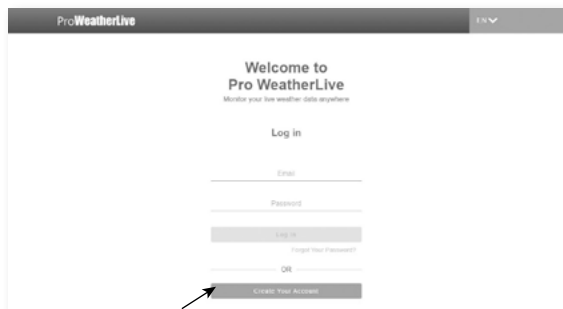 ProWeatherLive
EN
Welcome to
Pro WeatherLive
Monitor your live weather data anywhere
Log in
Email
Password
Log in
Forgot Your Password?
OR
Create Your Account